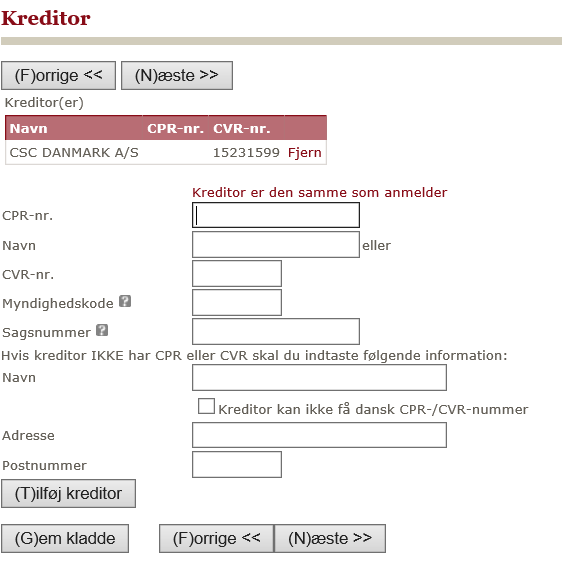 Kreditor
(F)orrige << (N)æste >>
Kreditor(er)
Navn CPR-nr. CVR-nr.
CSC DANMARK A/S 15231599 Fjern
Kreditor er den samme som anmelder
CPR-nr.
Navn eller
CVR-nr.
Myndighedskode ?
Sagsnummer ?
Hvis kreditor IKKE har CPR eller CVR skal du indtaste følgende information:
Navn
Kreditor kan ikke få dansk CPR-/CVR-nummer
Adresse
Postnummer
(T)ilføj kreditor
(G)em kladde (F)orrige << (N)æste >>